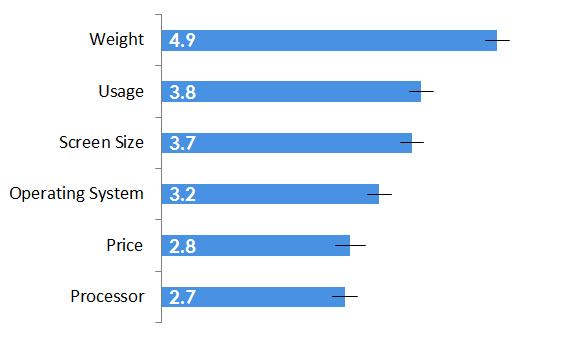 Weight 4.9
Usage 3.8
Screen Size 3.7
Operating System 3.2
Price 2.8
Processor 2.7